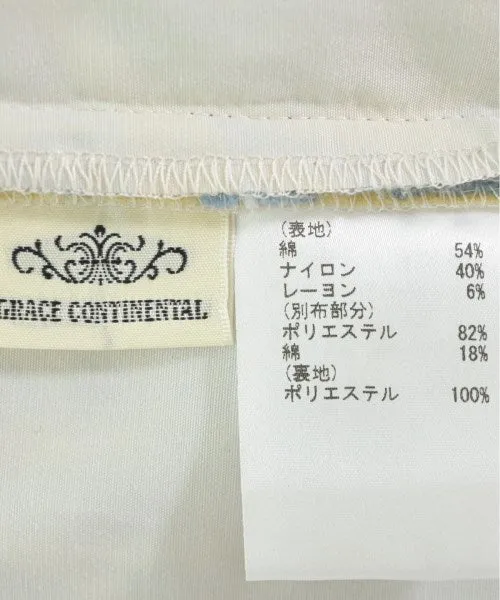 GRACE CONTINENTAL
(表地)
綿 54%
ナイロン 40%
レーヨン 6%
(別布部分)
ポリエステル 82%
綿 18%
(裏地)
ポリエステル 100%